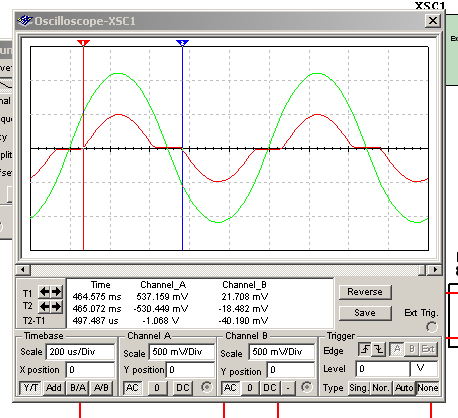 XSC1
Oscilloscope-XSC1
1 2
Time Channel_A Channel_B
T1 464.575 ms 537.159 mV 21.708 mV
T2 465.072 ms -530.449 mV -18.482 mV
T2-T1 497.487 us -1.068 V -40.190 mV
Reverse
Save
Ext Trig.
Timebase Channel A Channel B Trigger
Scale 200 us/Div Scale 500 mV/Div Scale 500 mV/Div Edge A B Ext
X position 0 Y position 0 Y position 0 Level 0 V
Y/T Add B/A A/B AC 0 DC AC 0 DC - Type Sing. Nor. Auto None